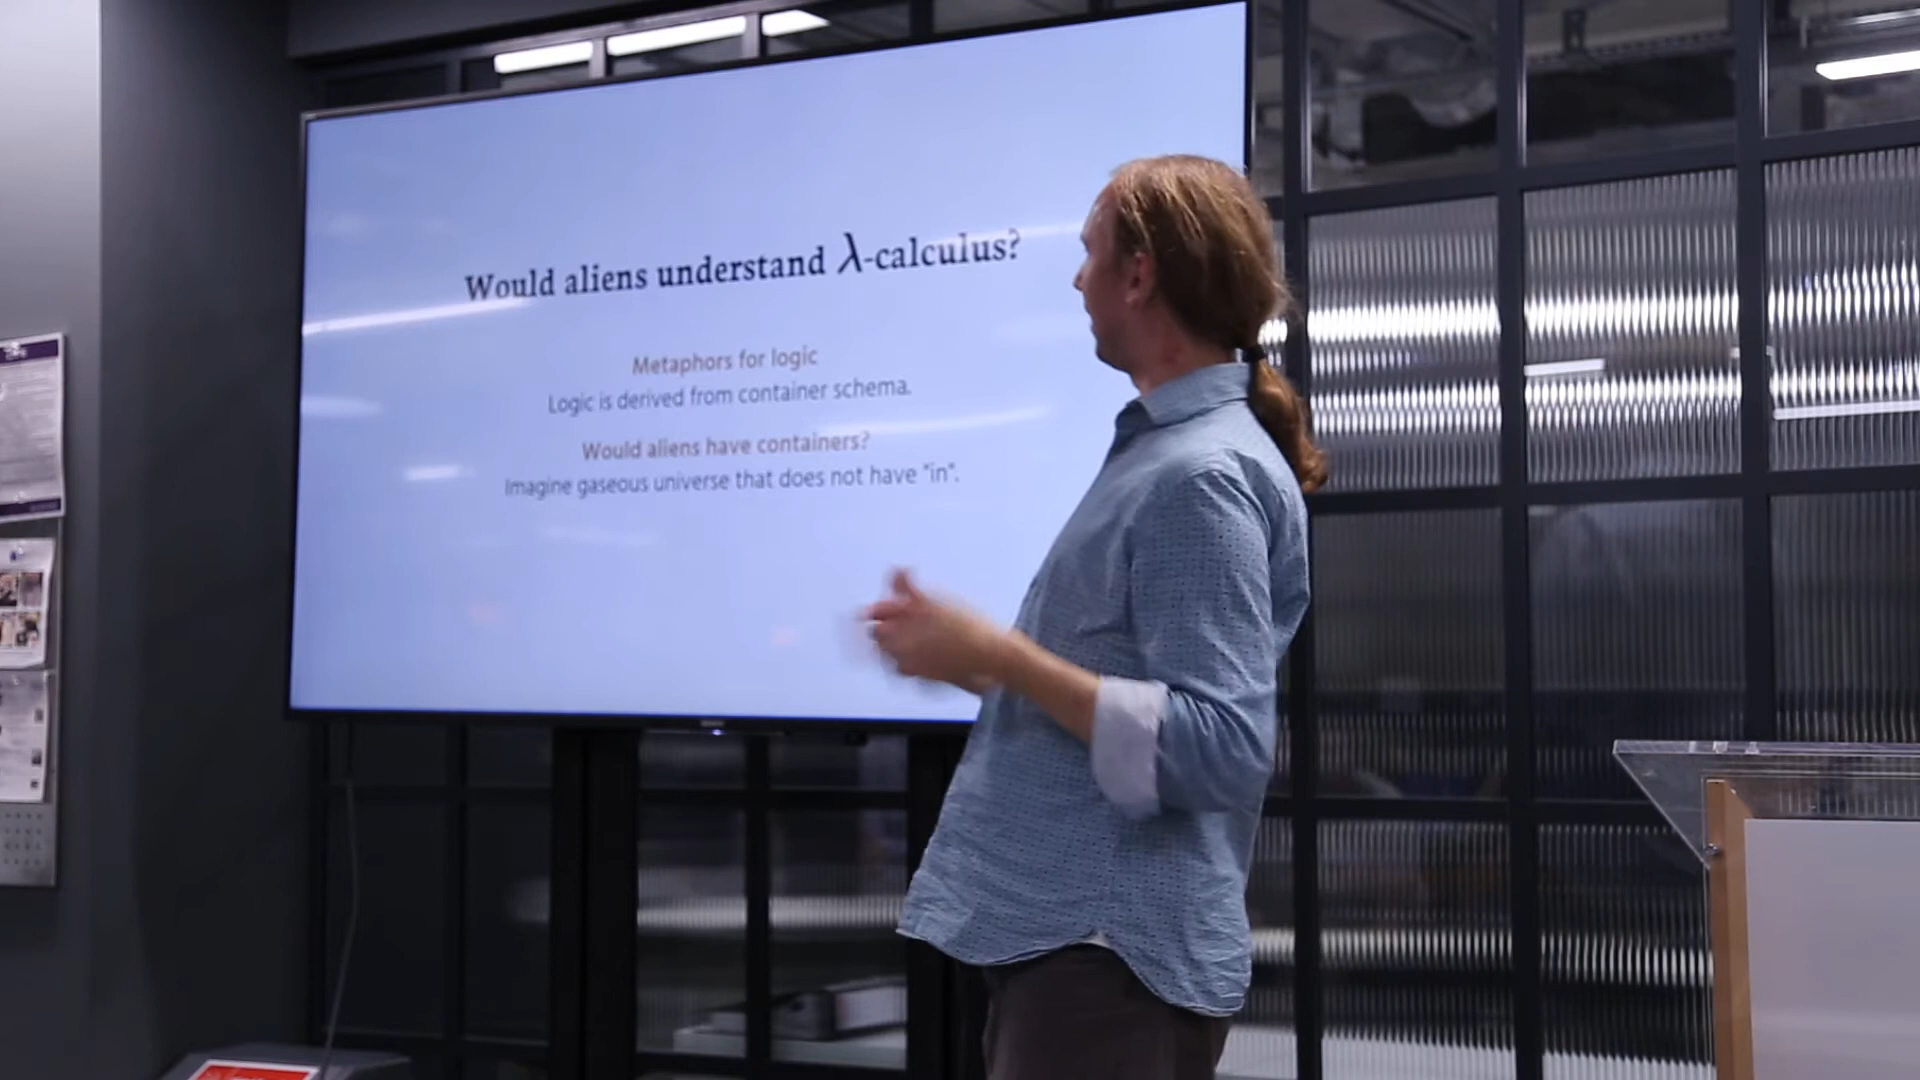 Would aliens understand λ-calculus?
Metaphors for logic
Logic is derived from container schema.
Would aliens have containers?
Imagine gaseous universe that does not have "in".